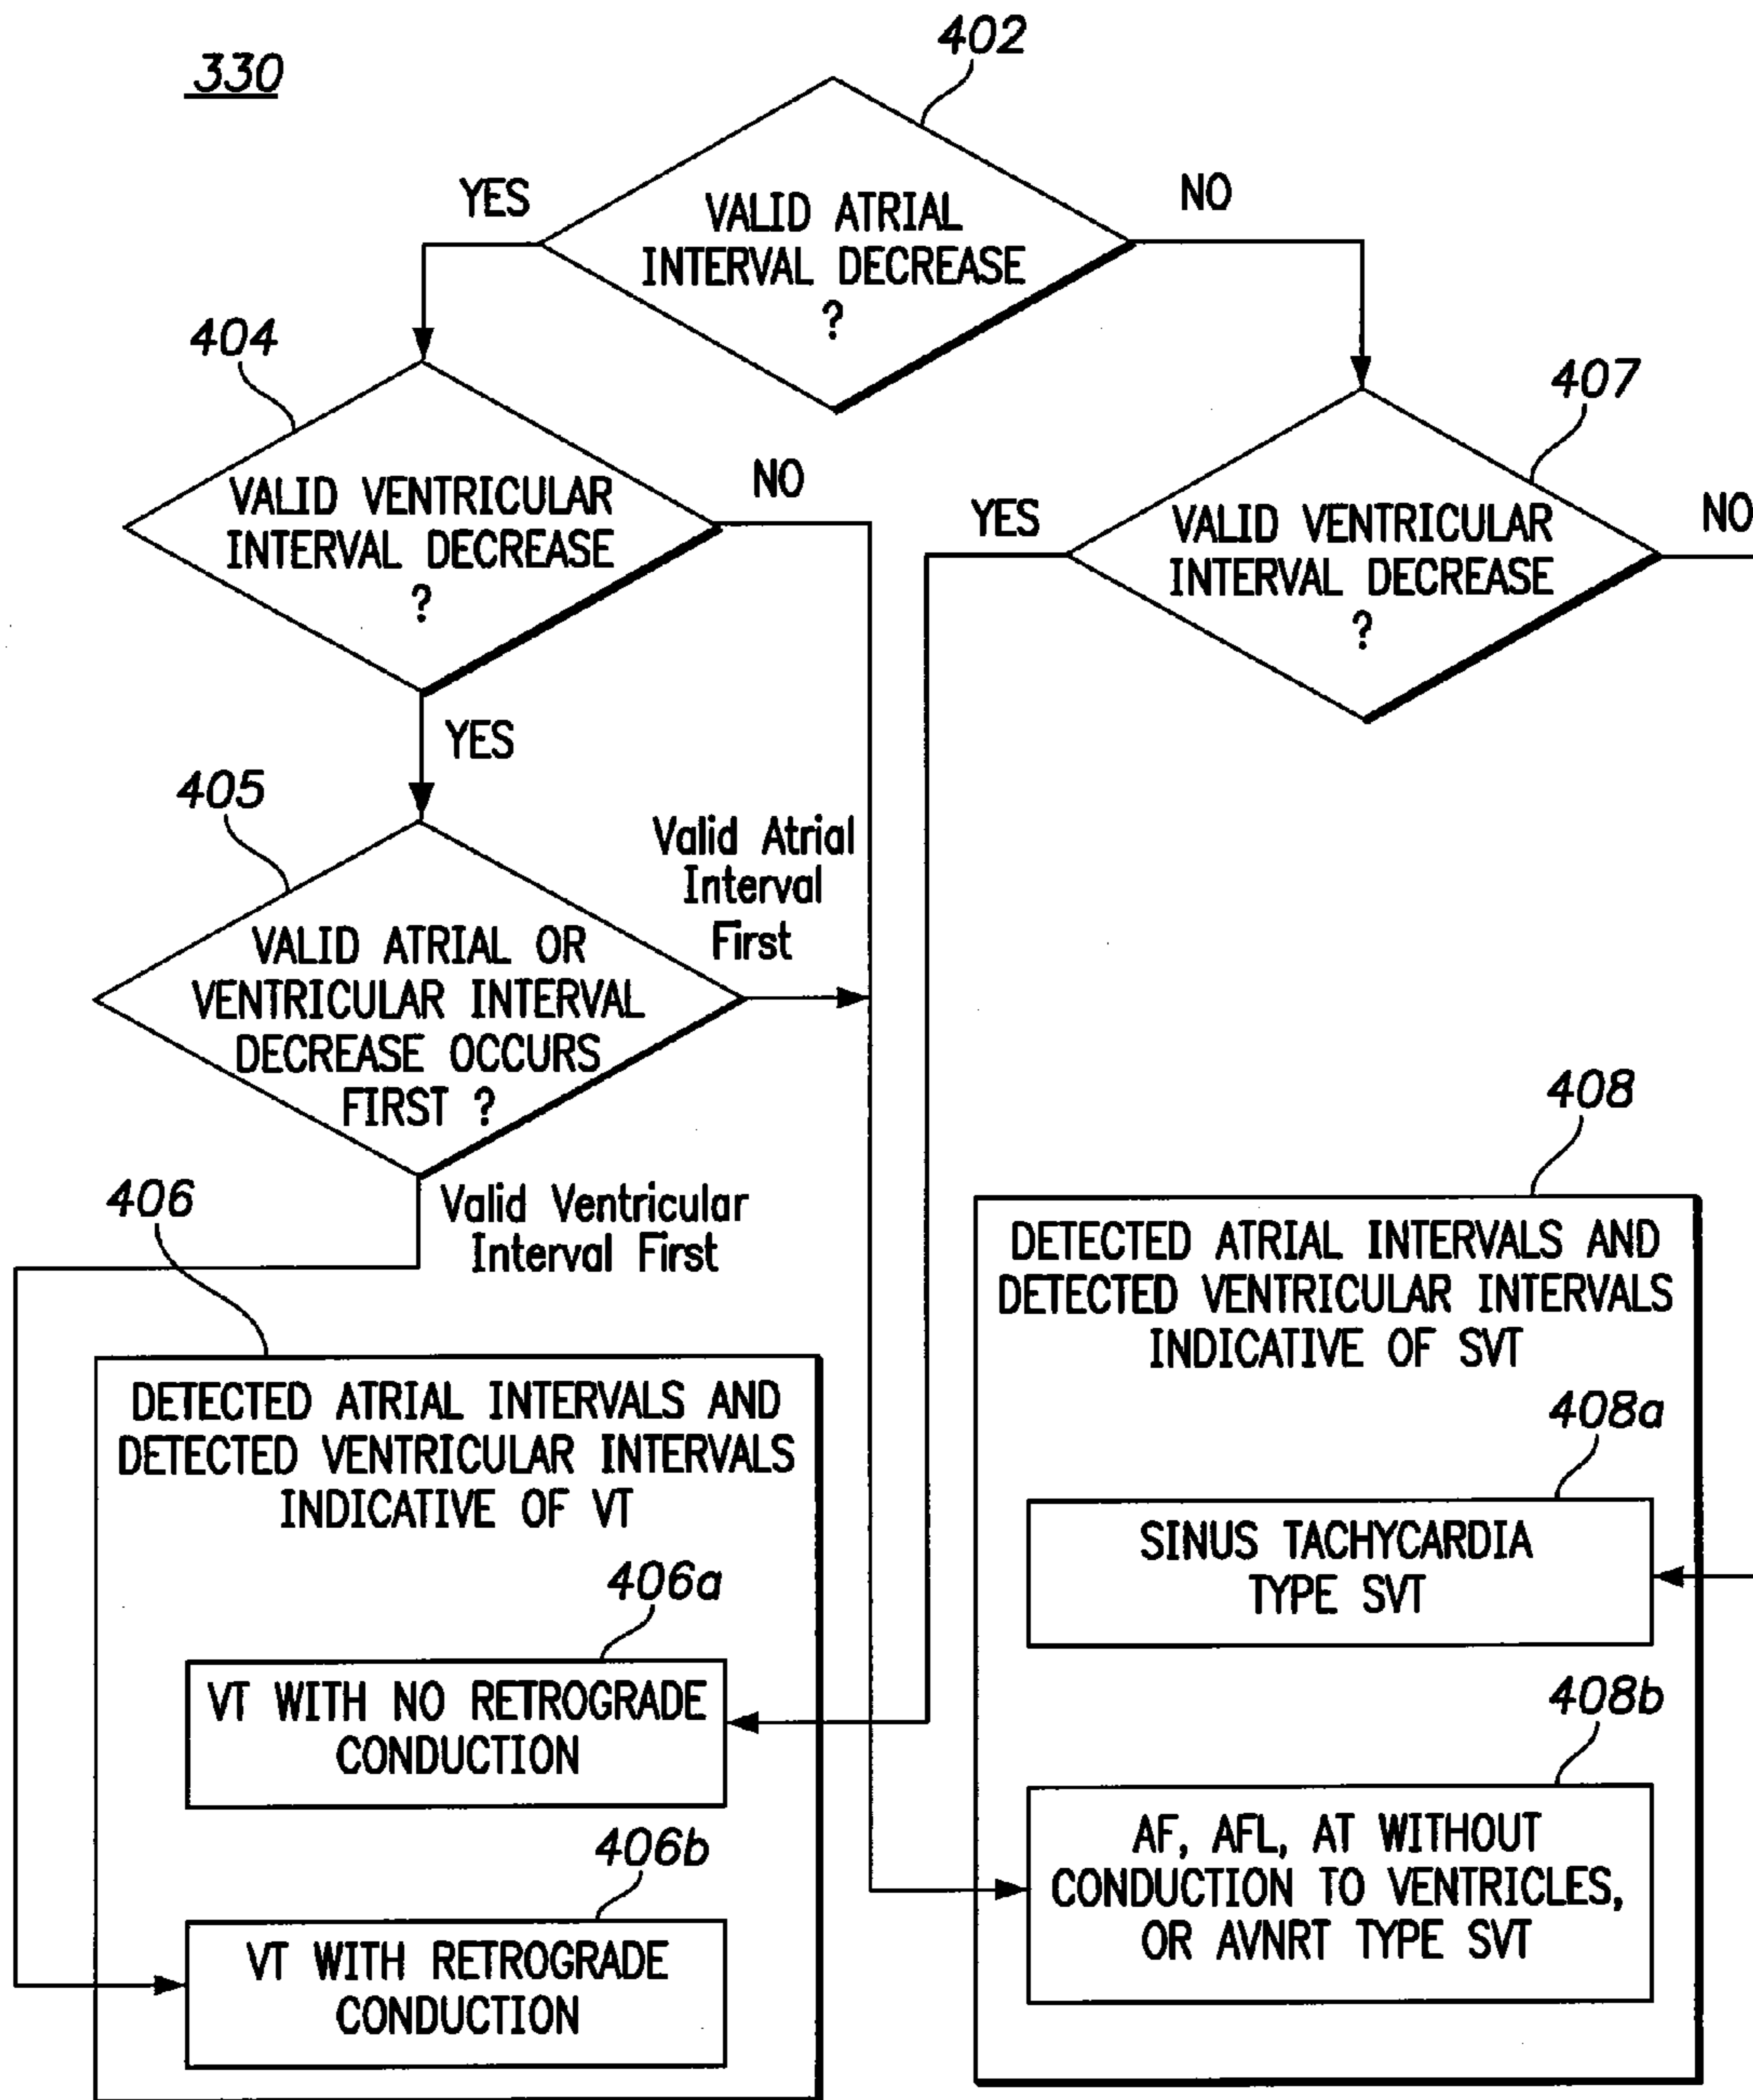 330
402
YES
NO
VALID ATRIAL
INTERVAL DECREASE
?
404
407
VALID VENTRICULAR
INTERVAL DECREASE
?
NO
YES
VALID VENTRICULAR
INTERVAL DECREASE
?
NO
YES
405
Valid Atrial
Interval
First
VALID ATRIAL OR
VENTRICULAR INTERVAL
DECREASE OCCURS
FIRST ?
406
Valid Ventricular
Interval First
408
DETECTED ATRIAL INTERVALS AND
DETECTED VENTRICULAR INTERVALS
INDICATIVE OF SVT
408a
SINUS TACHYCARDIA
TYPE SVT
408b
AF, AFL, AT WITHOUT
CONDUCTION TO VENTRICLES,
OR AVNRT TYPE SVT
DETECTED ATRIAL INTERVALS AND
DETECTED VENTRICULAR INTERVALS
INDICATIVE OF VT
406a
VT WITH NO RETROGRADE
CONDUCTION
406b
VT WITH RETROGRADE
CONDUCTION